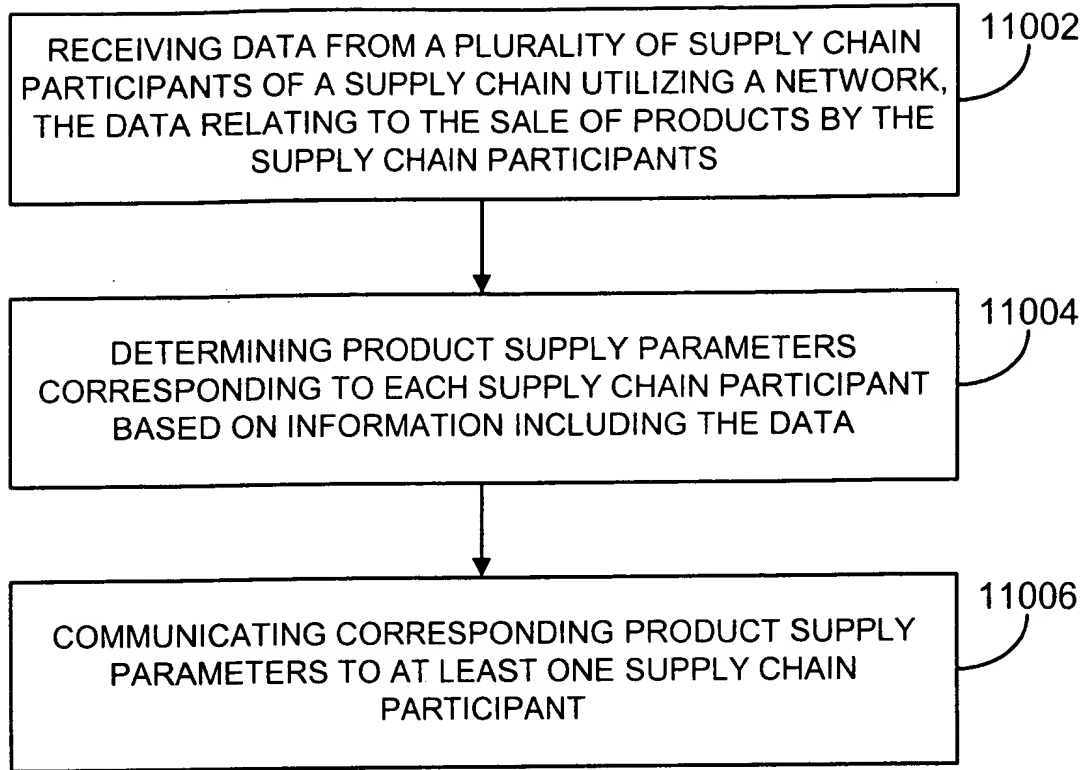 RECEIVING DATA FROM A PLURALITY OF SUPPLY CHAIN
PARTICIPANTS OF A SUPPLY CHAIN UTILIZING A NETWORK,
THE DATA RELATING TO THE SALE OF PRODUCTS BY THE
SUPPLY CHAIN PARTICIPANTS
11002
DETERMINING PRODUCT SUPPLY PARAMETERS
CORRESPONDING TO EACH SUPPLY CHAIN PARTICIPANT
BASED ON INFORMATION INCLUDING THE DATA
11004
COMMUNICATING CORRESPONDING PRODUCT SUPPLY
PARAMETERS TO AT LEAST ONE SUPPLY CHAIN
PARTICIPANT
11006